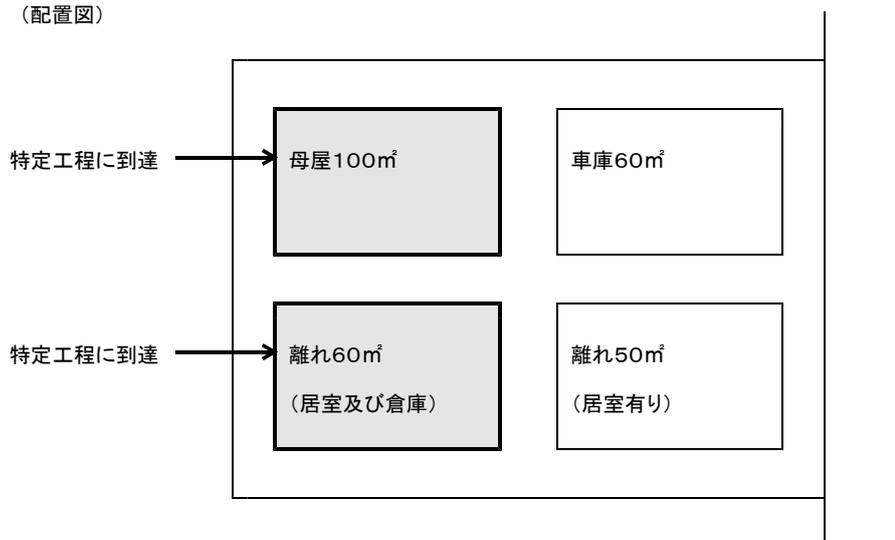 （配置図）
特定工程に到達
母屋１００㎡
車庫６０㎡
特定工程に到達
離れ６０㎡
離れ５０㎡
（居室及び倉庫）
（居室有り）